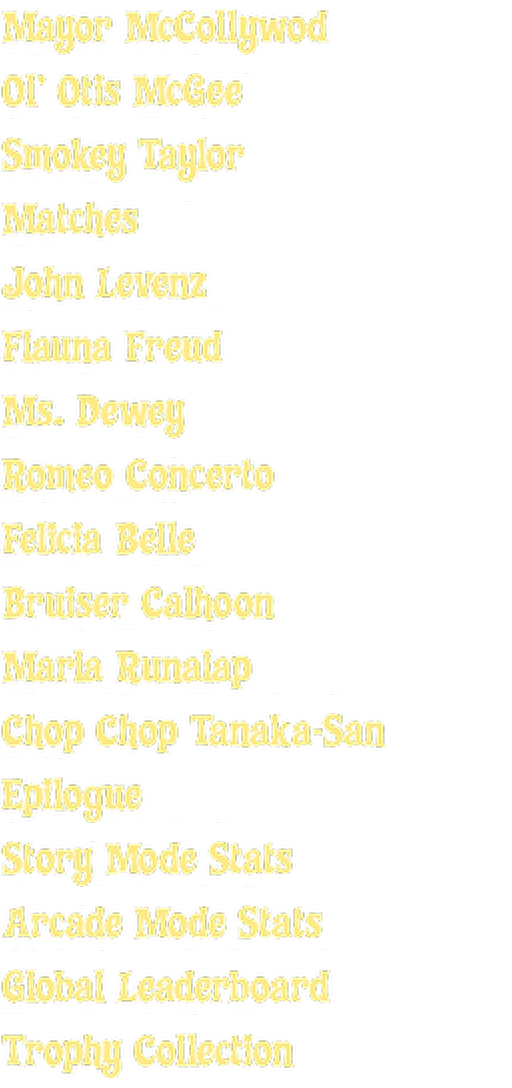 Mayor McCollywod
Ol' Otis McGee
Smokey Taylor
Matches
John Levenz
Flauna Freud
Ms. Dewey
Romeo Concerto
Felicia Belle
Bruiser Calhoon
Marla Runalap
Chop Chop Tanaka-San
Epilogue
Story Mode Stats
Arcade Mode Stats
Global Leaderboard
Trophy Collection